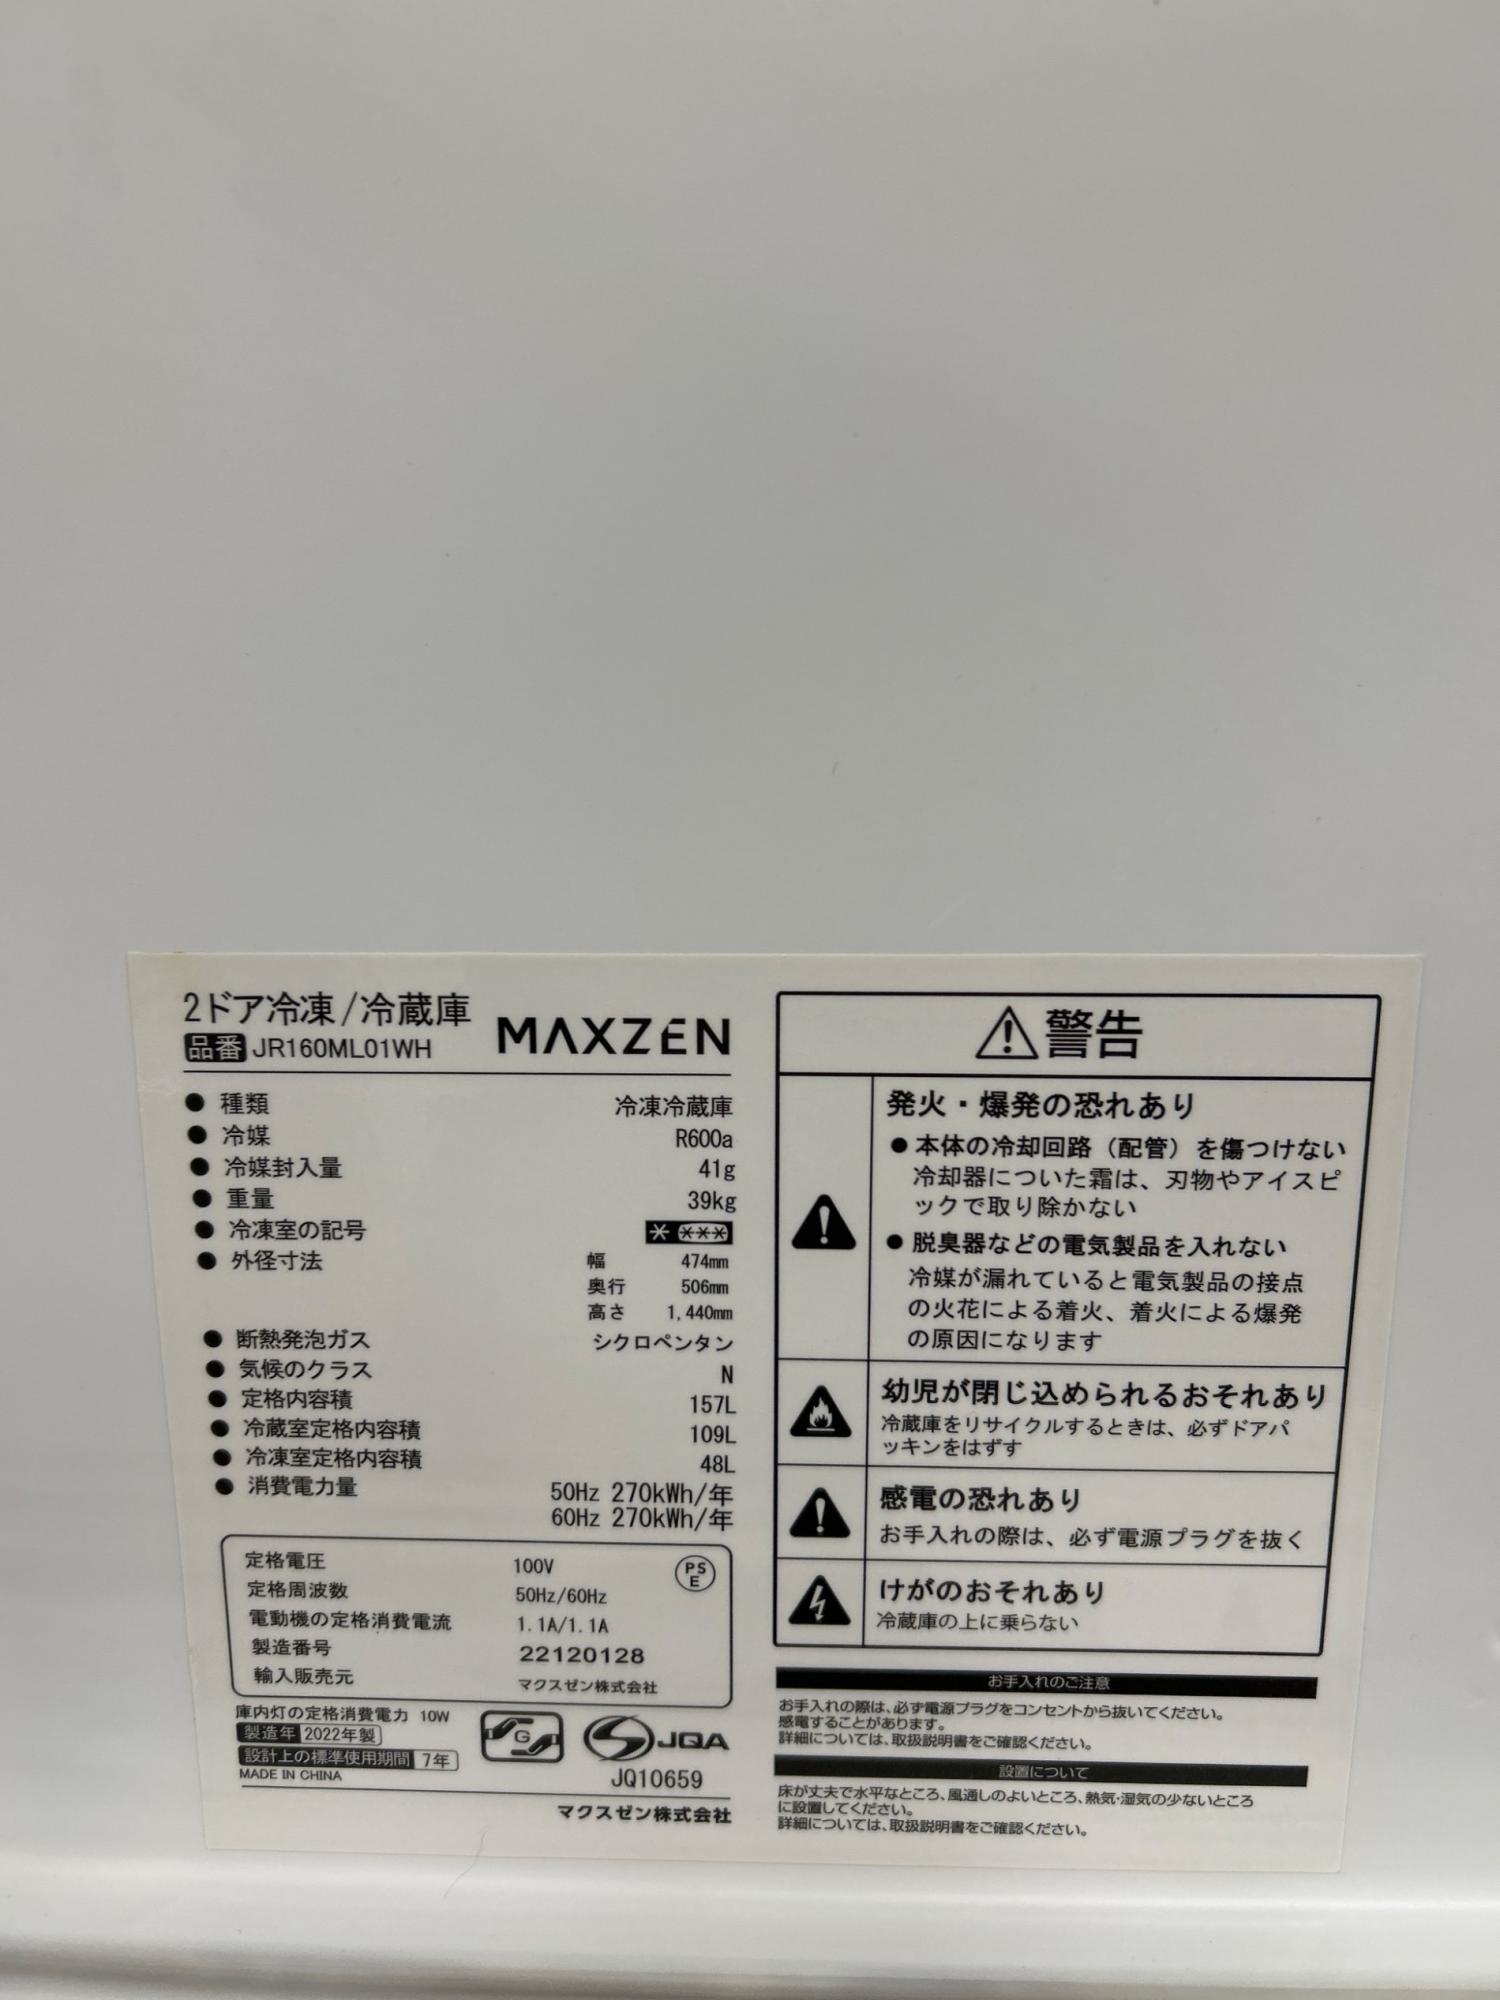 2ドア冷凍/冷蔵庫
品番 JR160ML01WH
MAXZEN
● 種類 冷凍冷蔵庫
● 冷媒 R600a
● 冷媒封入量 41g
● 重量 39kg
● 冷凍室の記号 * ***
● 外径寸法 幅 474mm
奥行 506mm
高さ 1,440mm
● 断熱発泡ガス シクロペンタン
● 気候のクラス N
● 定格内容積 157L
● 冷蔵室定格内容積 109L
● 冷凍室定格内容積 48L
● 消費電力量 50Hz 270kWh/年
60Hz 270kWh/年
定格電圧 100V
PS
E
定格周波数 50Hz/60Hz
電動機の定格消費電流 1.1A/1.1A
製造番号 22120128
輸入販売元 マクスゼン株式会社
庫内灯の定格消費電力 10W
製造年 2022年製
設計上の標準使用期間 7年
MADE IN CHINA
G
JQA
JQ10659
マクスゼン株式会社
警告
発火・爆発の恐れあり
● 本体の冷却回路（配管）を傷つけない
冷却器についた霜は、刃物やアイスピ
ックで取り除かない
● 脱臭器などの電気製品を入れない
冷媒が漏れていると電気製品の接点
の火花による着火、着火による爆発
の原因になります
幼児が閉じ込められるおそれあり
冷蔵庫をリサイクルするときは、必ずドアパ
ッキンをはずす
感電の恐れあり
お手入れの際は、必ず電源プラグを抜く
けがのおそれあり
冷蔵庫の上に乗らない
お手入れのご注意
お手入れの際は、必ず電源プラグをコンセントから抜いてください。
感電することがあります。
詳細については、取扱説明書をご確認ください。
設置について
床が丈夫で水平なところ、風通しのよいところ、熱気・湿気の少ないところ
に設置してください。
詳細については、取扱説明書をご確認ください。